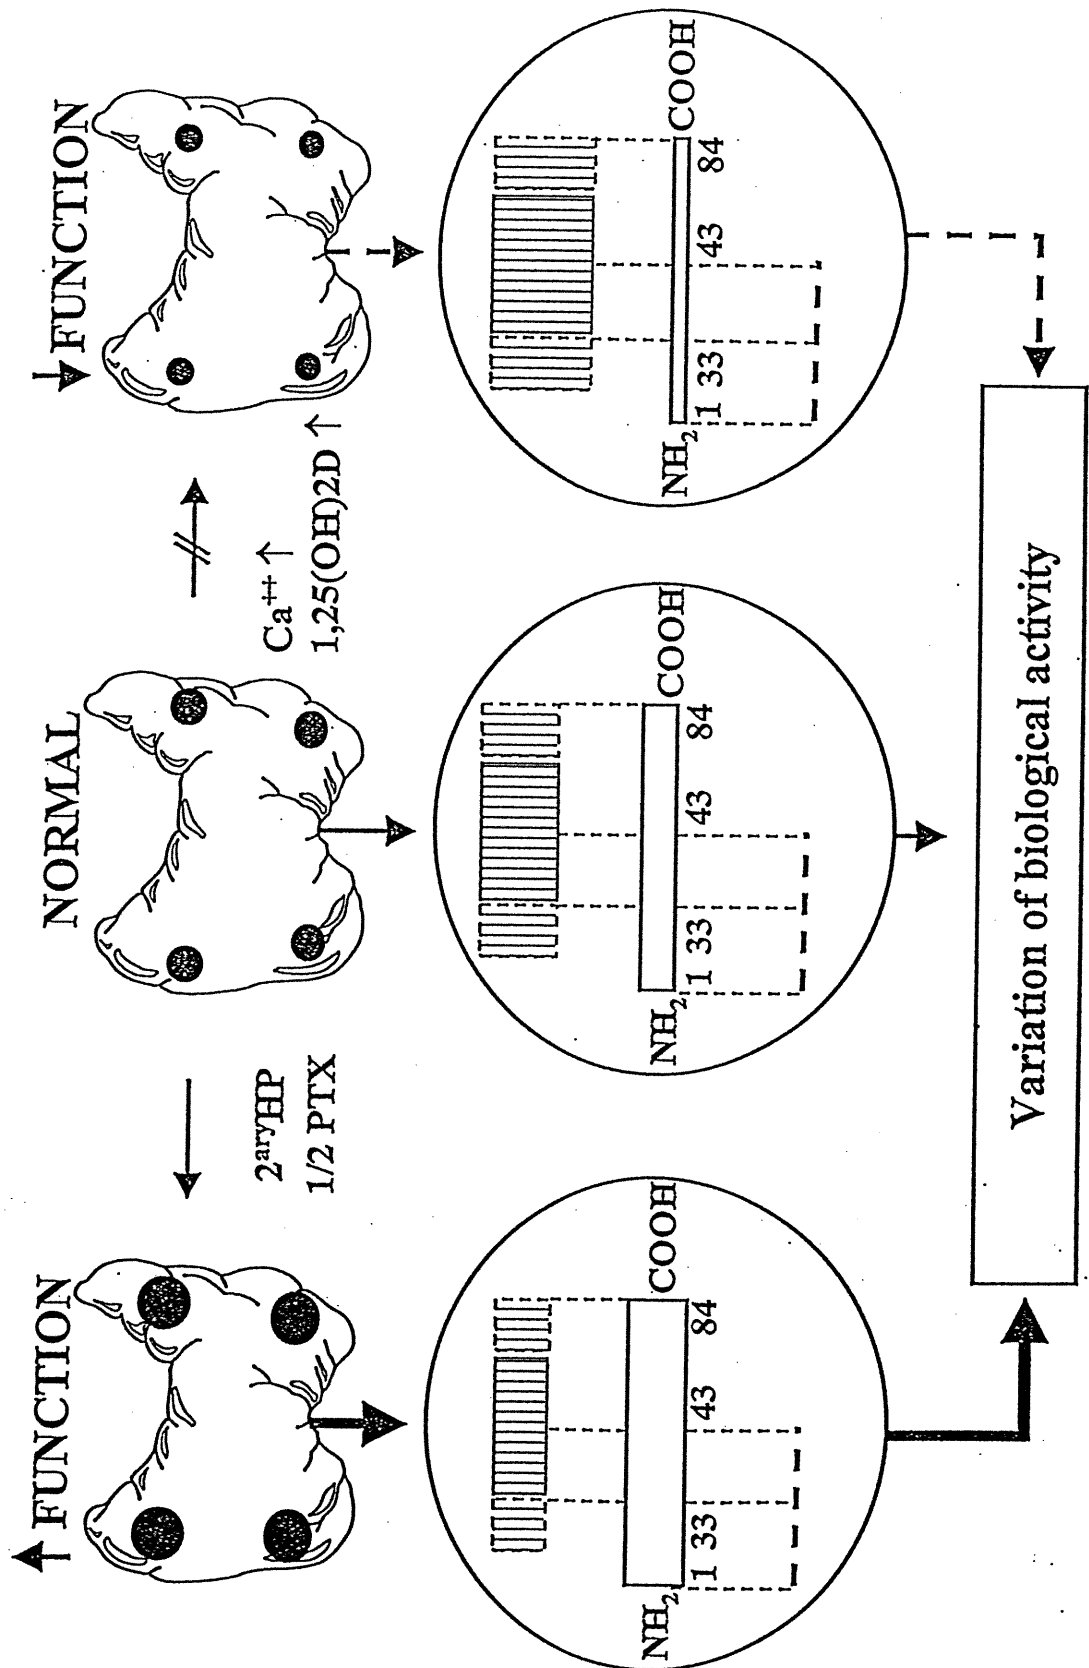 ↑ FUNCTION
NORMAL
↓ FUNCTION
2ᵃʳʸHP
1/2 PTX
Ca⁺⁺ ↑
1,25(OH)2D ↑
NH₂
COOH
1 33 43 84
NH₂
COOH
1 33 43 84
NH₂
COOH
1 33 43 84
Variation of biological activity